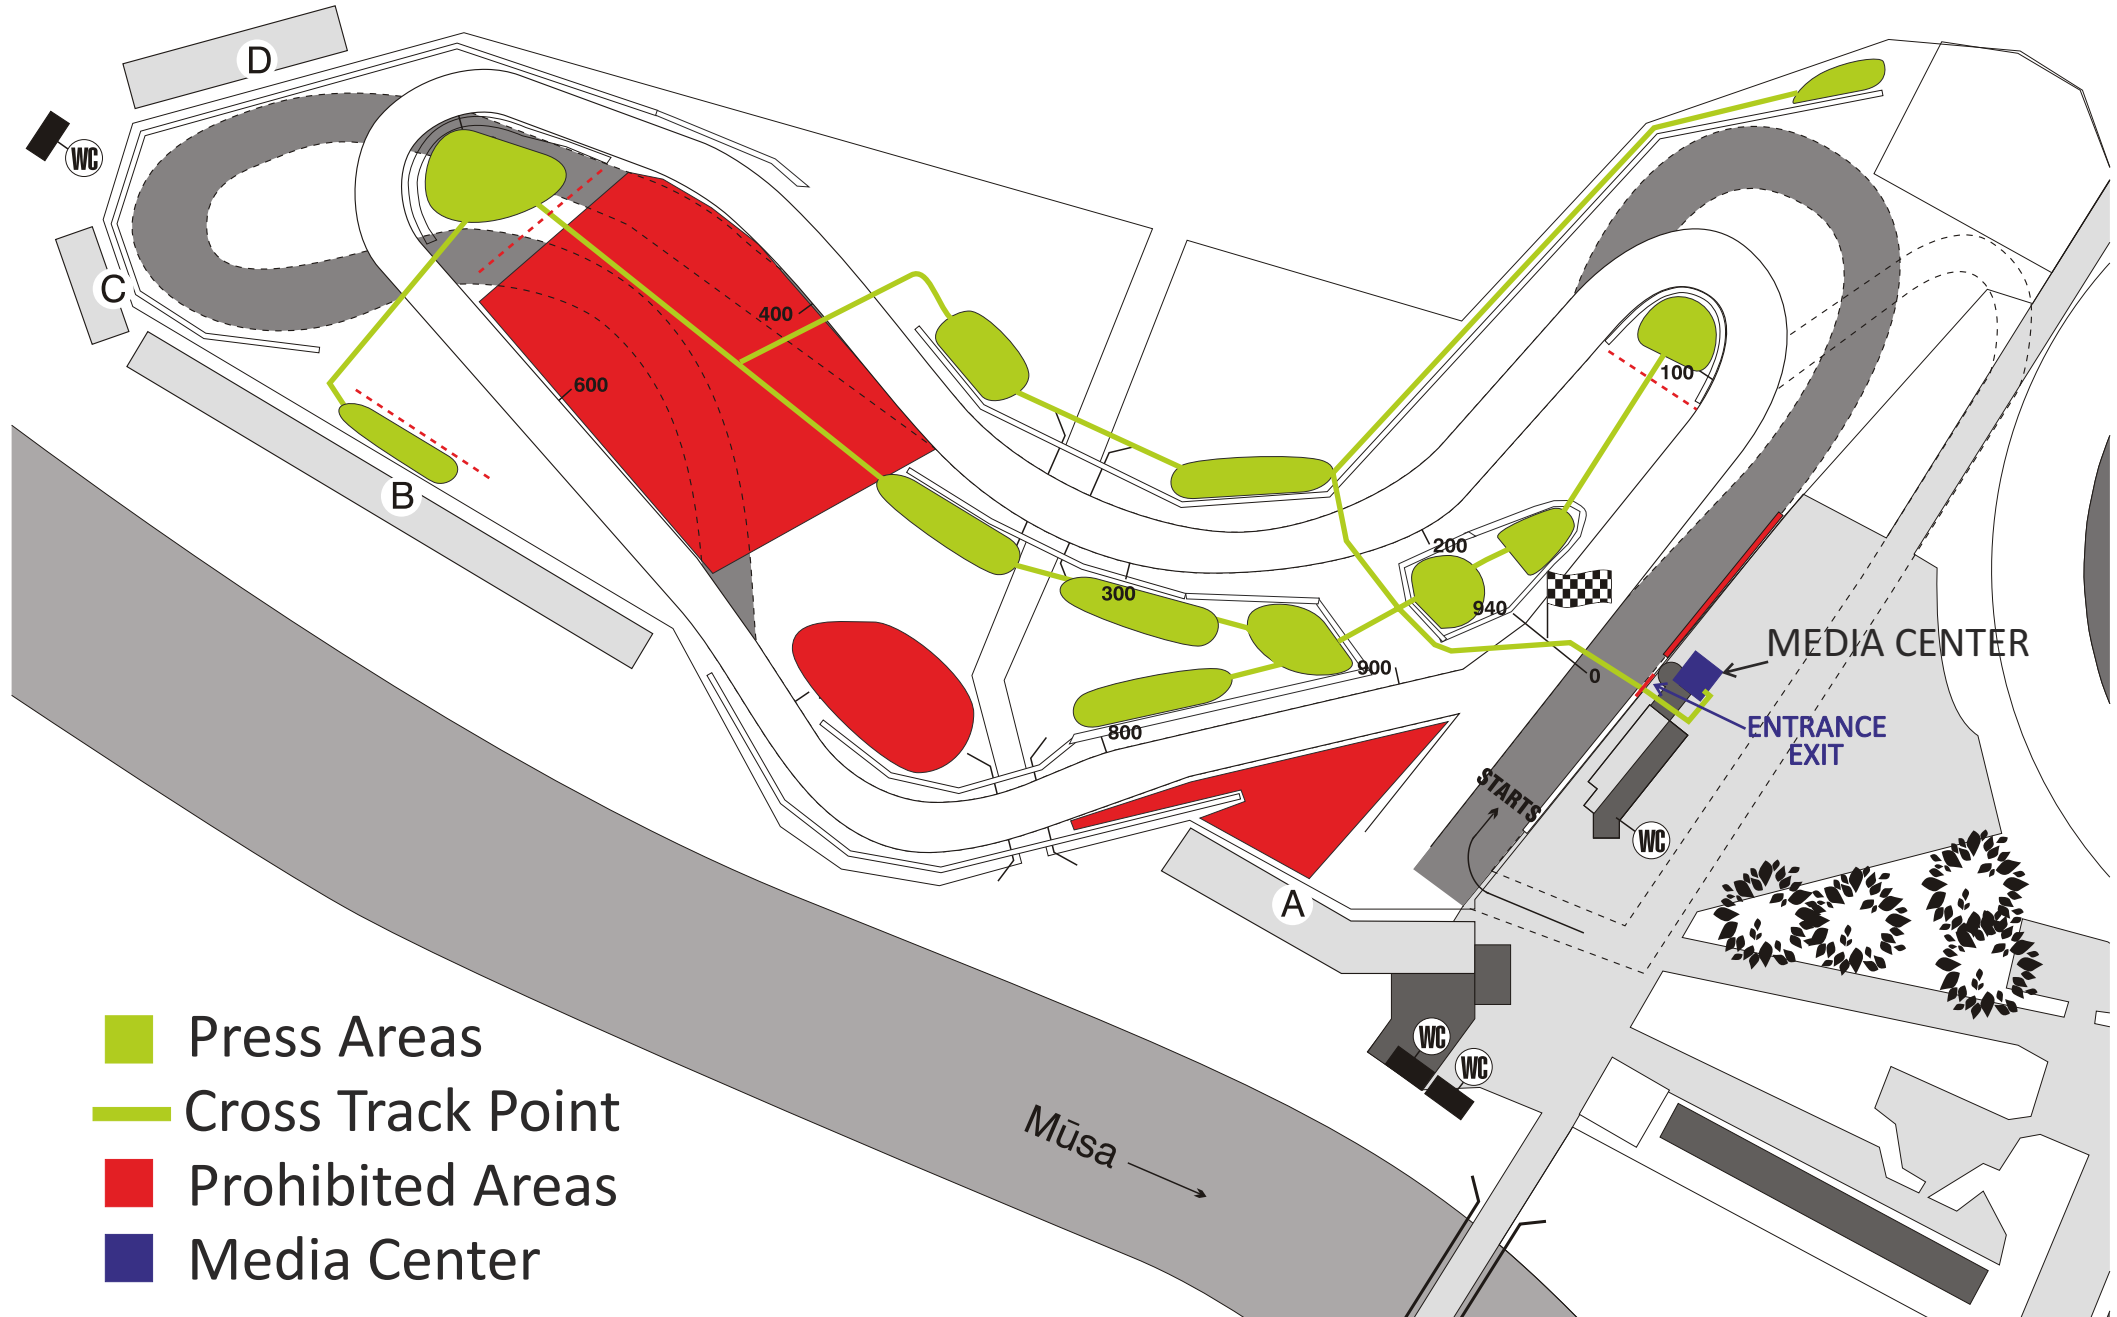 D
WC
C
400
600
100
B
200
300
940
MEDIA CENTER
900
0
ENTRANCE
EXIT
800
STARTS
WC
A
WC
WC
Press Areas
Cross Track Point
Mūsa
Prohibited Areas
Media Center